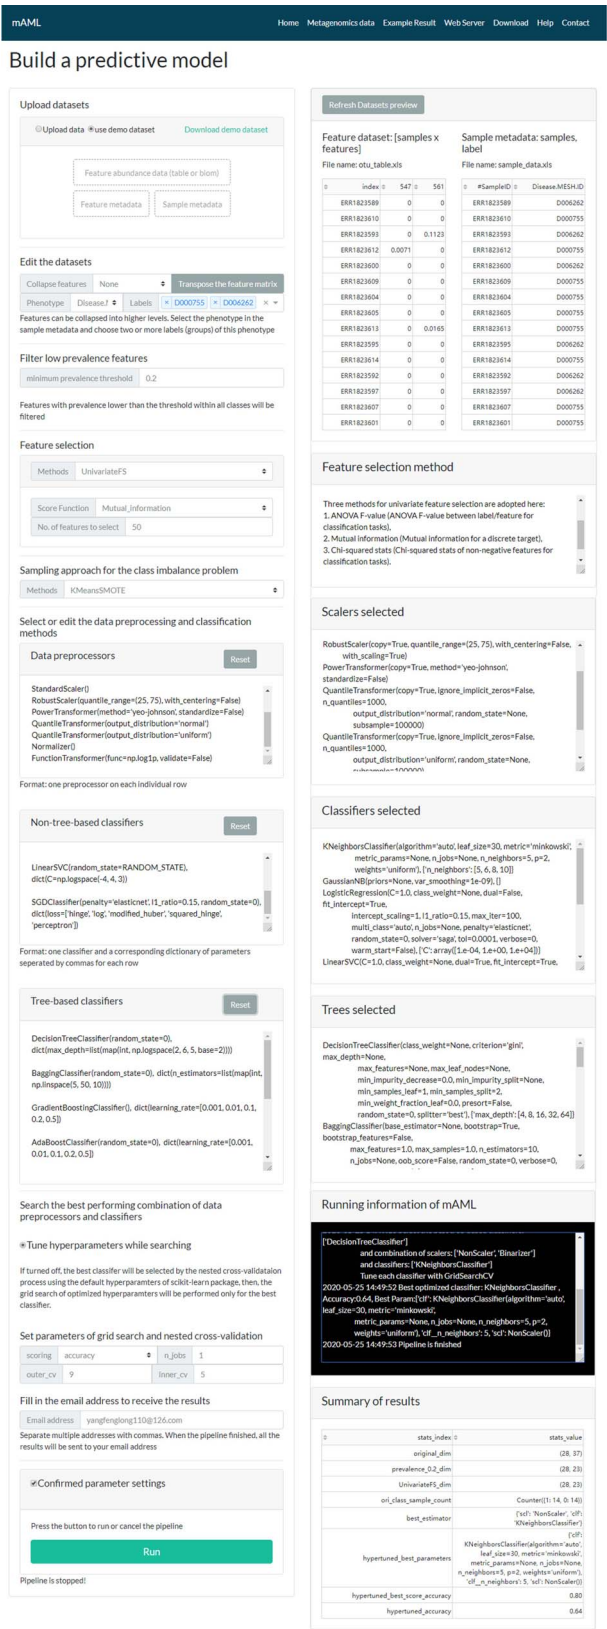 mAML
Home Metagenomics data Example Result Web Server Download Help Contact
Build a predictive model
Upload datasets
Upload data use demo dataset Download demo dataset
Feature abundance data (table or biom)
Feature metadata Sample metadata
Edit the datasets
Collapse features None Transpose the feature matrix
Phenotype Disease.! Labels × D000755 × D006262 ×
Features can be collapsed into higher levels. Select the phenotype in the
sample metadata and choose two or more labels (groups) of this phenotype
Filter low prevalence features
minimum prevalence threshold 0.2
Features with prevalence lower than the threshold within all classes will be
filtered
Feature selection
Methods UnivariateFS
Score Function Mutual_Information
No. of features to select 50
Sampling approach for the class imbalance problem
Methods KMeansSMOTE
Select or edit the data preprocessing and classification
methods
Data preprocessors Reset
StandardScaler()
RobustScaler(quantile_range=(25, 75), with_centering=False)
PowerTransformer(method='yeo-johnson', standardize=False)
QuantileTransformer(output_distribution='normal')
QuantileTransformer(output_distribution='uniform')
Normalizer()
FunctionTransformer(func=np.log1p, validate=False)
Format: one preprocessor on each individual row
Non-tree-based classifiers Reset
LinearSVC(random_state=RANDOM_STATE),
dict(C=np.logspace(-4, 4, 3))
SGDClassifier(penalty='elasticnet', l1_ratio=0.15, random_state=0),
dict(loss=['hinge', 'log', 'modified_huber', 'squared_hinge',
'perceptron'])
Format: one classifier and a corresponding dictionary of parameters
seperated by commas for each row
Tree-based classifiers Reset
DecisionTreeClassifier(random_state=0),
dict(max_depth=list(map(int, np.logspace(2, 6, 5, base=2))))
BaggingClassifier(random_state=0), dict(n_estimators=list(map(int,
np.linspace(5, 50, 10))))
GradientBoostingClassifier(), dict(learning_rate=[0.001, 0.01, 0.1,
0.2, 0.5])
AdaBoostClassifier(random_state=0), dict(learning_rate=[0.001,
0.01, 0.1, 0.2, 0.5])
Search the best performing combination of data
preprocessors and classifiers
Tune hyperparameters while searching
If turned off, the best classifer will be selected by the nested cross-validataion
process using the default hyperparamters of scikit-learn package, then, the
grid search of optimized hyperparamters will be performed only for the best
classifier.
Set parameters of grid search and nested cross-validation
scoring accuracy n_jobs 1
outer_cv 9 inner_cv 5
Fill in the email address to receive the results
Email address yangfenglong110@126.com
Separate multiple addresses with commas. When the pipeline finished, all the
results will be sent to your email address
Confirmed parameter settings
Press the button to run or cancel the pipeline
Run
Pipeline is stopped!
Refresh Datasets preview
Feature dataset: [samples x
features]
File name: otu_table.xls
index 547 561
ERR1823589 0 0
ERR1823610 0 0
ERR1823593 0 0.1123
ERR1823612 0.0071 0
ERR1823600 0 0
ERR1823609 0 0
ERR1823604 0 0
ERR1823605 0 0
ERR1823613 0 0.0165
ERR1823595 0 0
ERR1823614 0 0
ERR1823592 0 0
ERR1823597 0 0
ERR1823607 0 0
ERR1823601 0 0
Sample metadata: samples,
label
File name: sample_data.xls
#SampleID Disease.MESH.ID
ERR1823589 D006262
ERR1823610 D000755
ERR1823593 D006262
ERR1823612 D000755
ERR1823600 D006262
ERR1823609 D000755
ERR1823604 D000755
ERR1823605 D000755
ERR1823613 D000755
ERR1823595 D006262
ERR1823614 D000755
ERR1823592 D006262
ERR1823597 D006262
ERR1823607 D000755
ERR1823601 D000755
Feature selection method
Three methods for univariate feature selection are adopted here:
1. ANOVA F-value (ANOVA F-value between label/feature for
classification tasks),
2. Mutual information (Mutual information for a discrete target),
3. Chi-squared stats (Chi-squared stats of non-negative features for
classification tasks).
Scalers selected
RobustScaler(copy=True, quantile_range=(25, 75), with_centering=False,
with_scaling=True)
PowerTransformer(copy=True, method='yeo-johnson',
standardize=False)
QuantileTransformer(copy=True, ignore_implicit_zeros=False,
n_quantiles=1000,
output_distribution='normal', random_state=None,
subsample=100000)
QuantileTransformer(copy=True, ignore_implicit_zeros=False,
n_quantiles=1000,
output_distribution='uniform', random_state=None,
subsample=100000)
Classifiers selected
KNeighborsClassifier(algorithm='auto', leaf_size=30, metric='minkowski',
metric_params=None, n_jobs=None, n_neighbors=5, p=2,
weights='uniform'), {'n_neighbors': [5, 6, 8, 10]}
GaussianNB(priors=None, var_smoothing=1e-09), {}
LogisticRegression(C=1.0, class_weight=None, dual=False,
fit_intercept=True,
intercept_scaling=1, l1_ratio=0.15, max_iter=100,
multi_class='auto', n_jobs=None, penalty='elasticnet',
random_state=0, solver='saga', tol=0.0001, verbose=0,
warm_start=False), {'C': array([1.e-04, 1.e+00, 1.e+04])}
LinearSVC(C=1.0, class_weight=None, dual=True, fit_intercept=True,
Trees selected
DecisionTreeClassifier(class_weight=None, criterion='gini',
max_depth=None,
max_features=None, max_leaf_nodes=None,
min_impurity_decrease=0.0, min_impurity_split=None,
min_samples_leaf=1, min_samples_split=2,
min_weight_fraction_leaf=0.0, presort=False,
random_state=0, splitter='best'), {'max_depth': [4, 8, 16, 32, 64]}
BaggingClassifier(base_estimator=None, bootstrap=True,
bootstrap_features=False,
max_features=1.0, max_samples=1.0, n_estimators=10,
n_jobs=None, oob_score=False, random_state=0, verbose=0,
Running information of mAML
['DecisionTreeClassifier']
and combination of scalers: ['NonScaler', 'Binarizer']
and classifiers: ['KNeighborsClassifier']
Tune each classifier with GridSearchCV
2020-05-25 14:49:52 Best optimized classifier: KNeighborsClassifier ,
Accuracy:0.64, Best Param:{'clf': KNeighborsClassifier(algorithm='auto',
leaf_size=30, metric='minkowski',
metric_params=None, n_jobs=None, n_neighbors=5, p=2,
weights='uniform'), 'clf__n_neighbors': 5, 'scl': NonScaler()}
2020-05-25 14:49:53 Pipeline is finished
Summary of results
stats_index stats_value
original_dim (28, 37)
prevalence_0.2_dim (28, 23)
UnivariateFS_dim (28, 23)
ori_class_sample_count Counter({1: 14, 0: 14})
best_estimator {'scl': 'NonScaler', 'clf':
'KNeighborsClassifier'}
hypertuned_best_parameters {'clf':
KNeighborsClassifier(algorithm='auto',
leaf_size=30, metric='minkowski',
metric_params=None, n_jobs=None,
n_neighbors=5, p=2, weights='uniform'),
'clf__n_neighbors': 5, 'scl': NonScaler()}
hypertuned_best_score_accuracy 0.80
hypertuned_accuracy 0.64